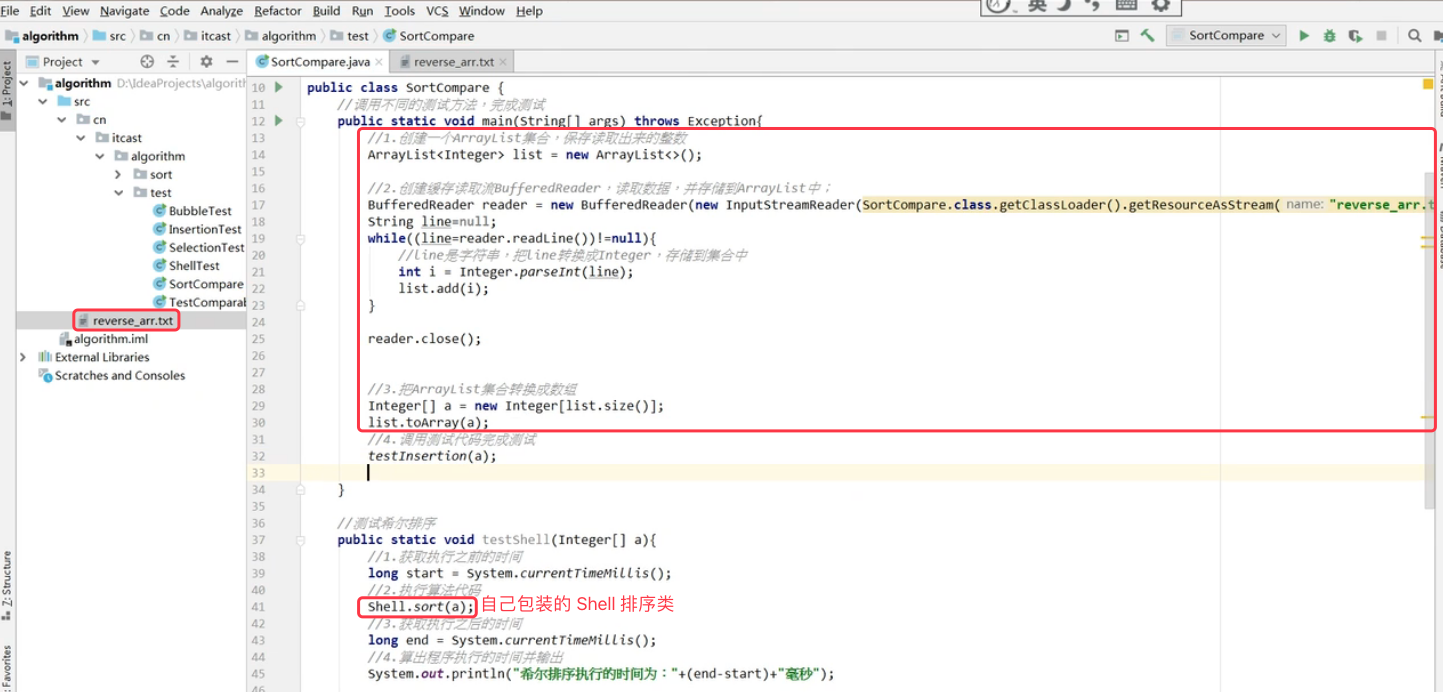 File Edit View Navigate Code Analyze Refactor Build Run Tools VCS Window Help
英
algorithm src cn itcast algorithm test SortCompare
SortCompare
1: Project
Project
SortCompare.java
reverse_arr.txt
algorithm D:\IdeaProjects\algorith
src
cn
itcast
algorithm
sort
test
BubbleTest
InsertionTest
SelectionTest
ShellTest
SortCompare
TestComparab
reverse_arr.txt
algorithm.iml
External Libraries
Scratches and Consoles
Z: Structure
Favorites
10 public class SortCompare {
11 //调用不同的测试方法，完成测试
12 public static void main(String[] args) throws Exception{
13 //1.创建一个ArrayList集合，保存读取出来的整数
14 ArrayList<Integer> list = new ArrayList<>();
15
16 //2.创建缓存读取流BufferedReader，读取数据，并存储到ArrayList中；
17 BufferedReader reader = new BufferedReader(new InputStreamReader(SortCompare.class.getClassLoader().getResourceAsStream( name: "reverse_arr.t
18 String line=null;
19 while((line=reader.readLine())!=null){
20 //line是字符串，把line转换成Integer，存储到集合中
21 int i = Integer.parseInt(line);
22 list.add(i);
23 }
24
25 reader.close();
26
27
28 //3.把ArrayList集合转换成数组
29 Integer[] a = new Integer[list.size()];
30 list.toArray(a);
31 //4.调用测试代码完成测试
32 testInsertion(a);
33
34 }
35
36 //测试希尔排序
37 public static void testShell(Integer[] a){
38 //1.获取执行之前的时间
39 long start = System.currentTimeMillis();
40 //2.执行算法代码
41 Shell.sort(a); 自己包装的 Shell 排序类
42 //3.获取执行之后的时间
43 long end = System.currentTimeMillis();
44 //4.算出程序执行的时间并输出
45 System.out.println("希尔排序执行的时间为："+(end-start)+"毫秒");
46